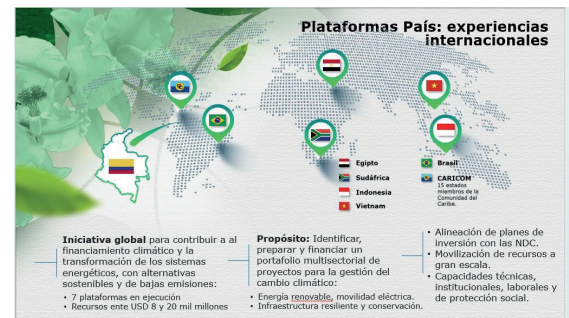 Plataformas País: experiencias
internacionales
Egipto
Sudáfrica
Indonesia
Vietnam
Brasil
CARICOM
15 estados
miembros de la
Comunidad del
Caribe.
Iniciativa global para contribuir a al
financiamiento climático y la
transformación de los sistemas
energéticos, con alternativas
sostenibles y de bajas emisiones:
• 7 plataformas en ejecución
• Recursos ente USD 8 y 20 mil millones
Propósito: Identificar,
preparar y financiar un
portafolio multisectorial de
proyectos para la gestión del
cambio climático:
• Energía renovable, movilidad eléctrica.
• Infraestructura resiliente y conservación.
• Alineación de planes de
inversión con las NDC.
• Movilización de recursos a
gran escala.
• Capacidades técnicas,
institucionales, laborales y
de protección social.